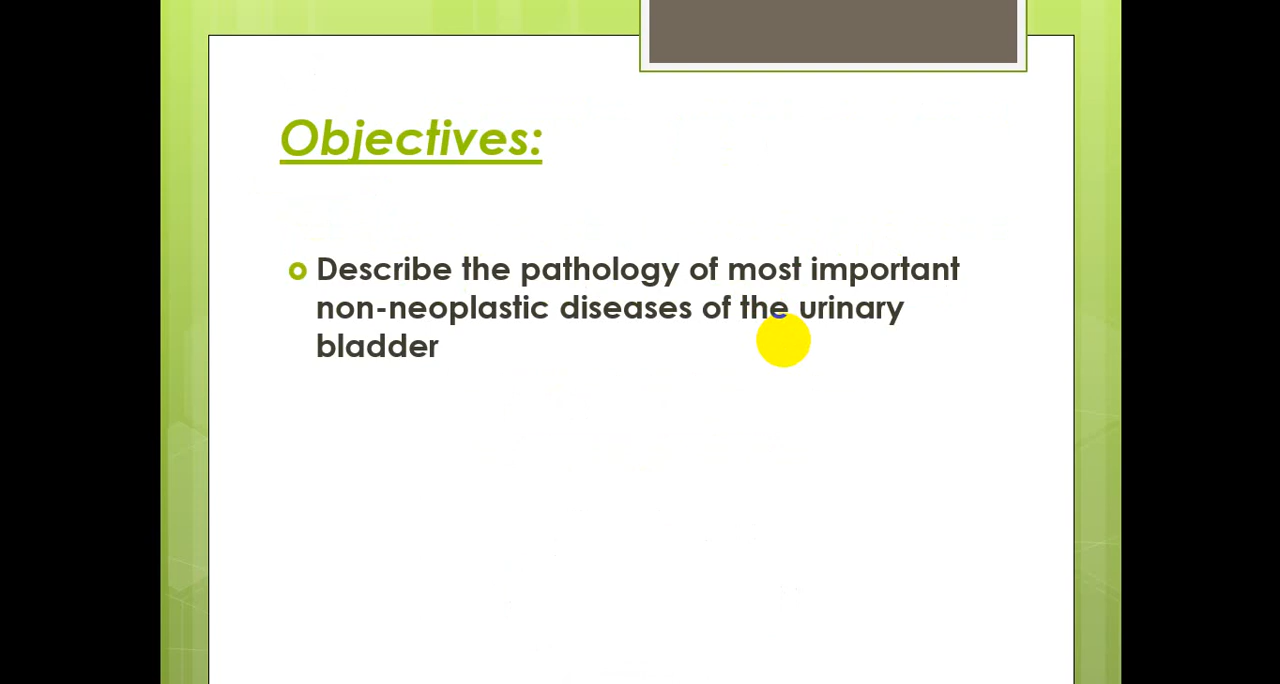 Objectives:
Describe the pathology of most important
non-neoplastic diseases of the urinary
bladder